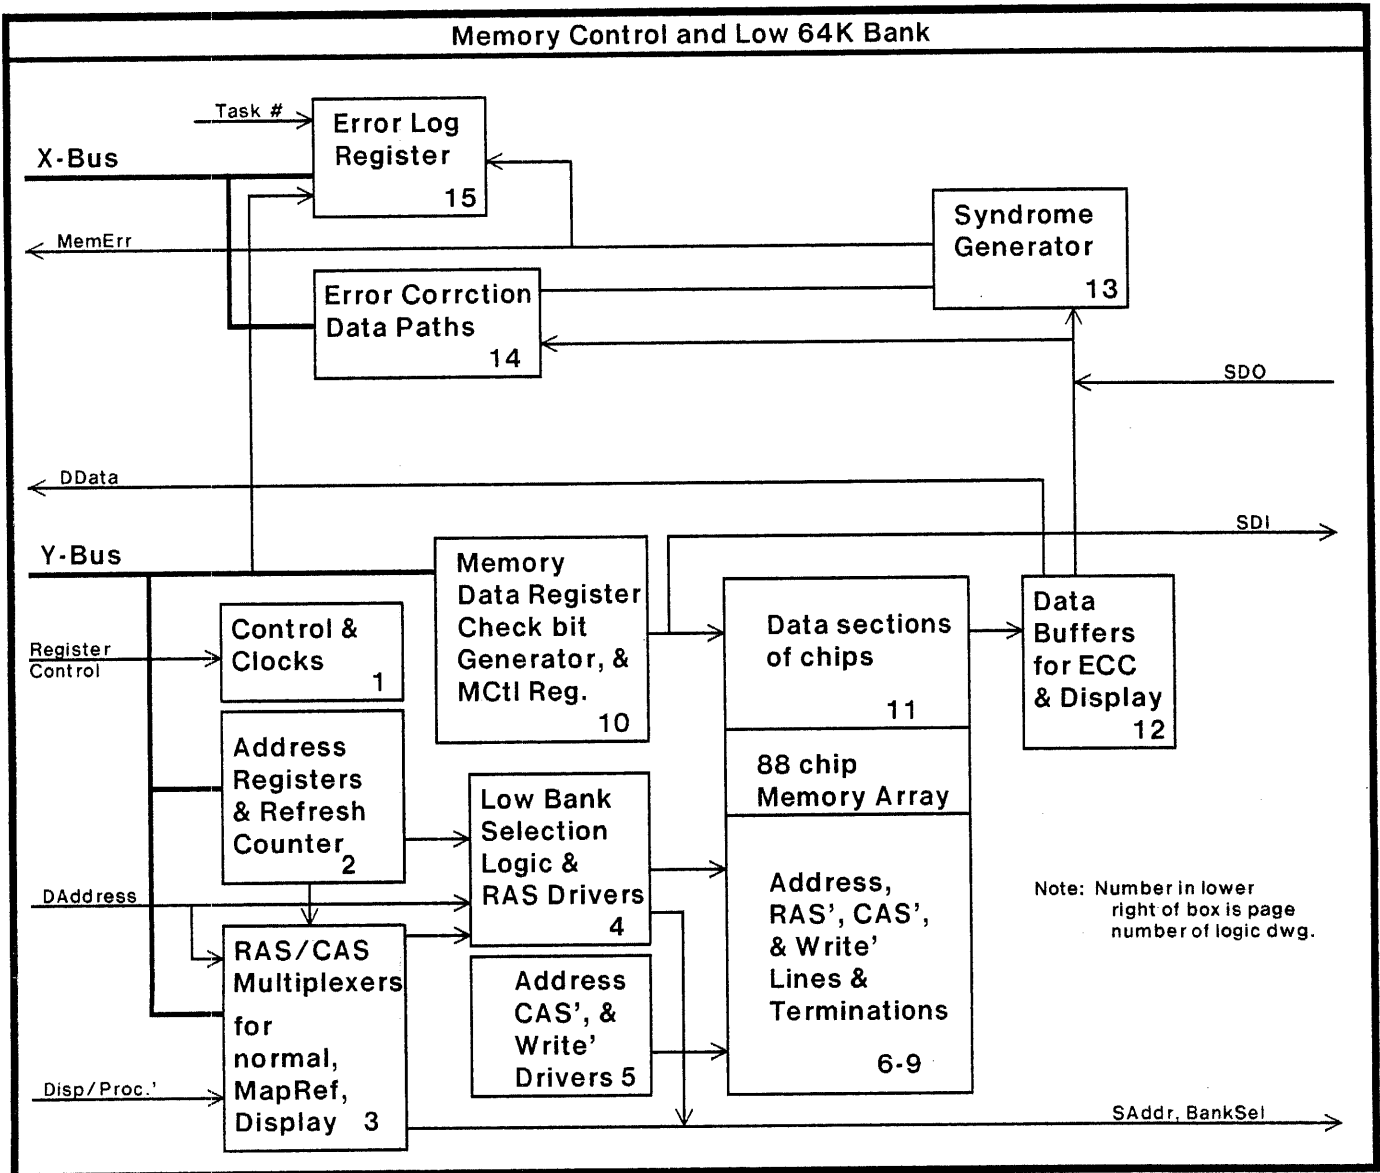 Memory Control and Low 64K Bank
Task #
Error Log
Register
15
X-Bus
MemErr
Syndrome
Generator
13
Error Corrction
Data Paths
14
SDO
DData
SDI
Y-Bus
Memory
Data Register
Check bit
Generator, &
MCtl Reg.
10
Register
Control
Control &
Clocks
1
Data sections
of chips
11
Data
Buffers
for ECC
& Display
12
Address
Registers
& Refresh
Counter
2
88 chip
Memory Array
Low Bank
Selection
Logic &
RAS Drivers
4
DAddress
Address,
RAS', CAS',
& Write'
Lines &
Terminations
6-9
Note: Number in lower
right of box is page
number of logic dwg.
RAS/CAS
Multiplexers
for
normal,
MapRef,
Display 3
Address
CAS', &
Write'
Drivers 5
Disp/Proc.'
SAddr, BankSel